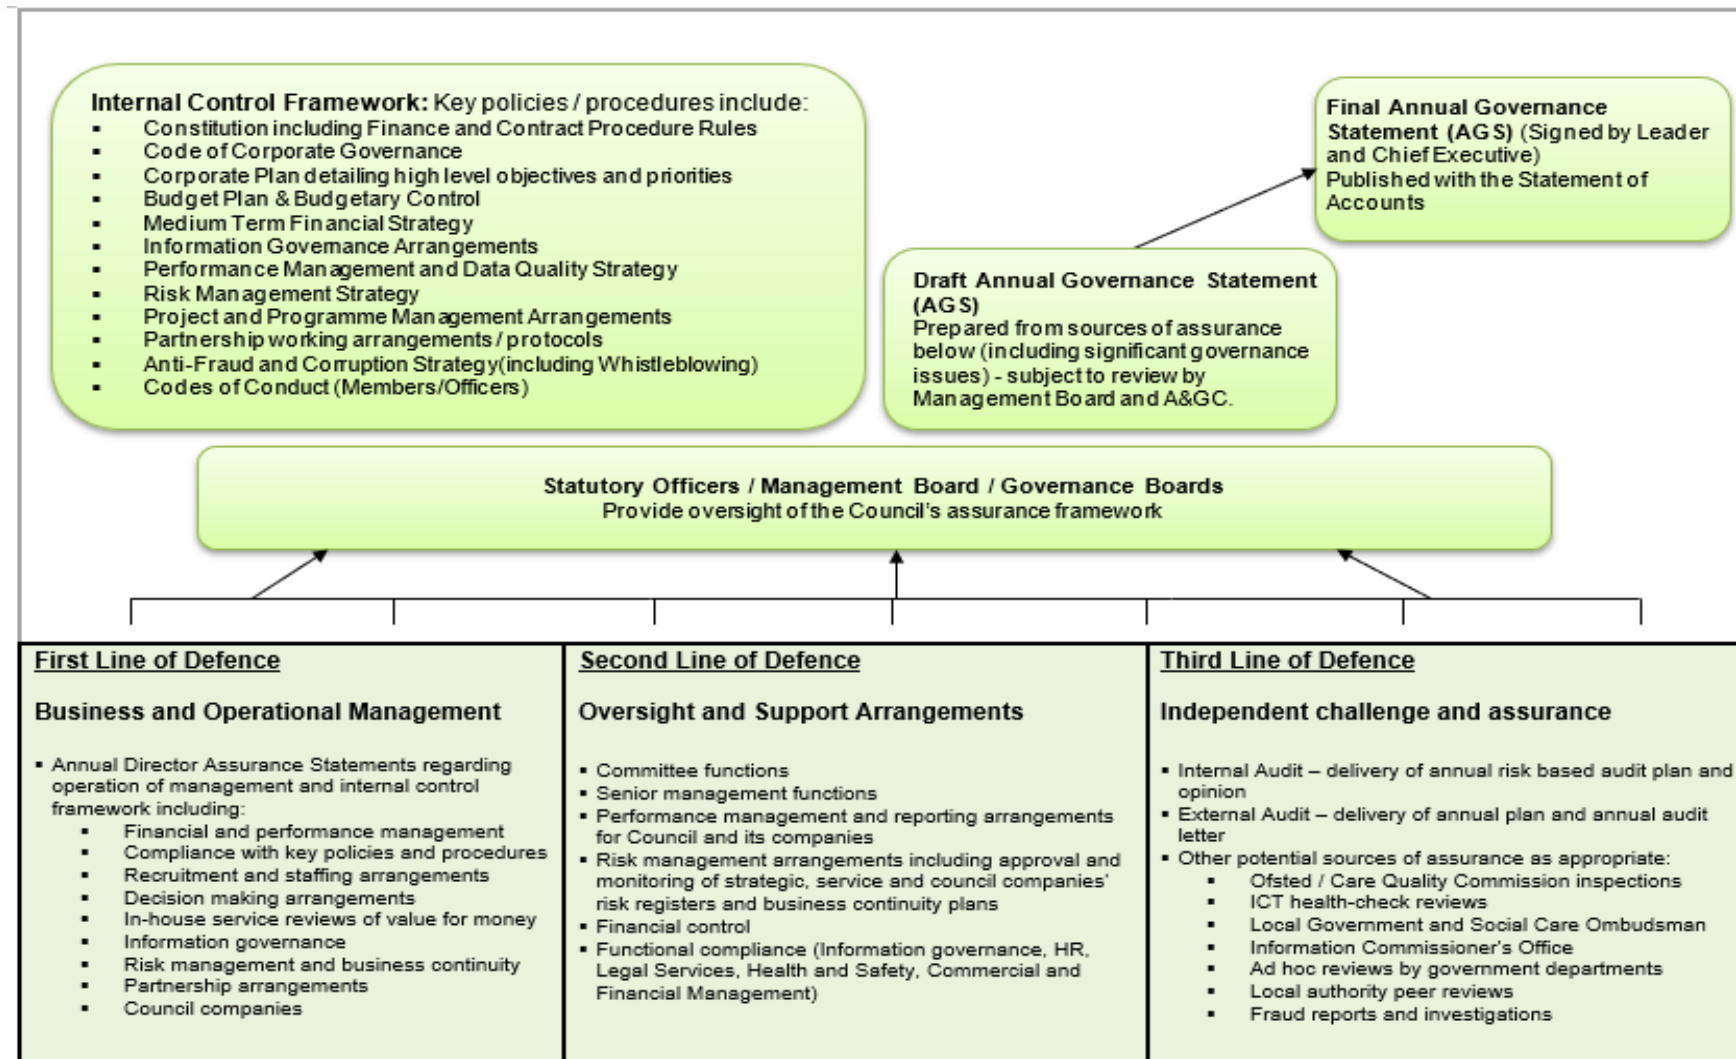 Internal Control Framework: Key policies / procedures include:
▪ Constitution including Finance and Contract Procedure Rules
▪ Code of Corporate Governance
▪ Corporate Plan detailing high level objectives and priorities
▪ Budget Plan & Budgetary Control
▪ Medium Term Financial Strategy
▪ Information Governance Arrangements
▪ Performance Management and Data Quality Strategy
▪ Risk Management Strategy
▪ Project and Programme Management Arrangements
▪ Partnership working arrangements / protocols
▪ Anti-Fraud and Corruption Strategy(including Whistleblowing)
▪ Codes of Conduct (Members/Officers)
Final Annual Governance
Statement (AGS) (Signed by Leader
and Chief Executive)
Published with the Statement of
Accounts
Draft Annual Governance Statement
(AGS)
Prepared from sources of assurance
below (including significant governance
issues) - subject to review by
Management Board and A&GC.
Statutory Officers / Management Board / Governance Boards
Provide oversight of the Council's assurance framework
First Line of Defence
Business and Operational Management
▪ Annual Director Assurance Statements regarding
operation of management and internal control
framework including:
▪ Financial and performance management
▪ Compliance with key policies and procedures
▪ Recruitment and staffing arrangements
▪ Decision making arrangements
▪ In-house service reviews of value for money
▪ Information governance
▪ Risk management and business continuity
▪ Partnership arrangements
▪ Council companies
Second Line of Defence
Oversight and Support Arrangements
▪ Committee functions
▪ Senior management functions
▪ Performance management and reporting arrangements
for Council and its companies
▪ Risk management arrangements including approval and
monitoring of strategic, service and council companies'
risk registers and business continuity plans
▪ Financial control
▪ Functional compliance (Information governance, HR,
Legal Services, Health and Safety, Commercial and
Financial Management)
Third Line of Defence
Independent challenge and assurance
▪ Internal Audit – delivery of annual risk based audit plan and
opinion
▪ External Audit – delivery of annual plan and annual audit
letter
▪ Other potential sources of assurance as appropriate:
▪ Ofsted / Care Quality Commission inspections
▪ ICT health-check reviews
▪ Local Government and Social Care Ombudsman
▪ Information Commissioner's Office
▪ Ad hoc reviews by government departments
▪ Local authority peer reviews
▪ Fraud reports and investigations